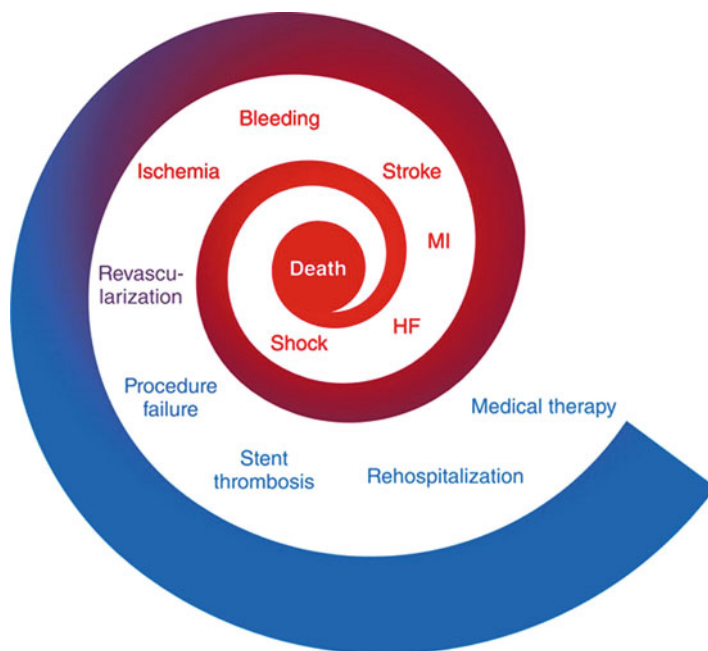 Bleeding
Ischemia
Stroke
MI
Death
Revascu-
larization
HF
Shock
Procedure
failure
Medical therapy
Stent
thrombosis
Rehospitalization